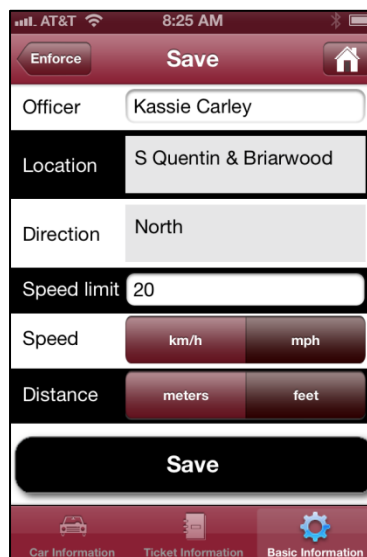 AT&T 8:25 AM
Enforce Save
Officer Kassie Carley
Location S Quentin & Briarwood
Direction North
Speed limit 20
Speed km/h mph
Distance meters feet
Save
Car Information Ticket Information Basic Information